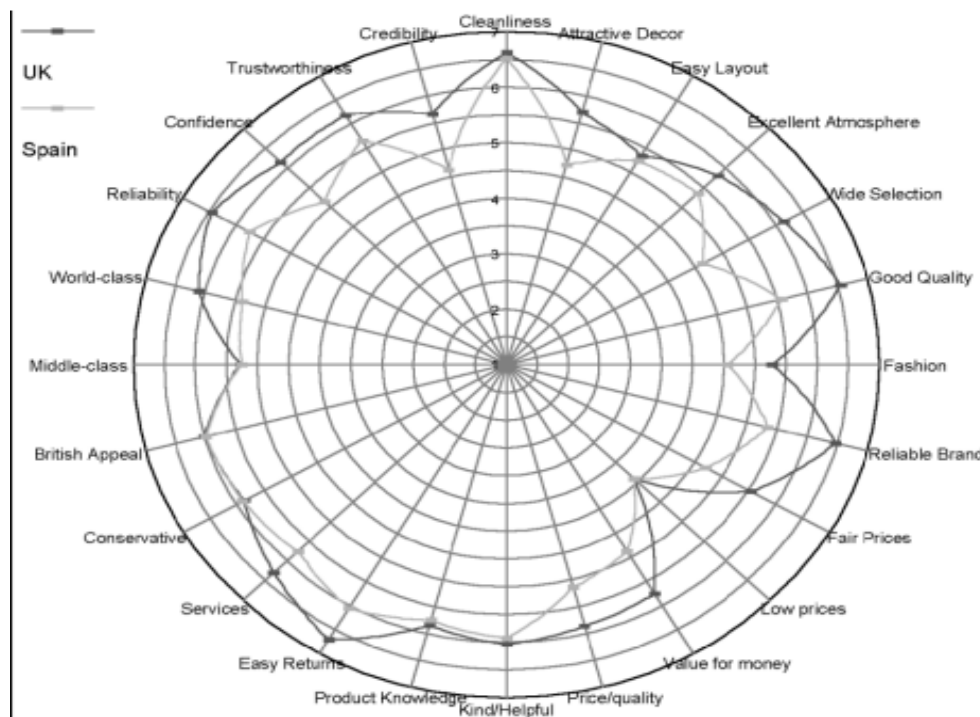 Cleanliness
7
Credibility
Attractive Decor
UK
Trustworthiness
Easy Layout
6
Confidence
Excellent Atmosphere
Spain
5
Reliability
Wide Selection
4
World-class
Good Quality
3
2
Middle-class
1
Fashion
British Appeal
Reliable Brand
Conservative
Fair Prices
Services
Low prices
Easy Returns
Value for money
Product Knowledge
Price/quality
Kind/Helpful